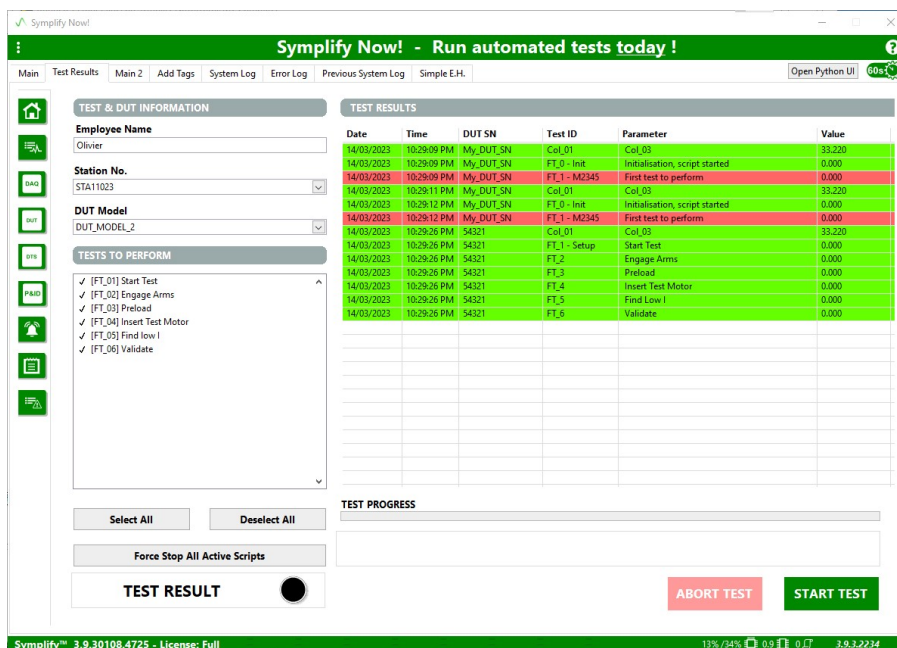 Symplify Now!
Symplify Now! - Run automated tests today !
Main Test Results Main 2 Add Tags System Log Error Log Previous System Log Simple E.H. Open Python UI 60s
TEST & DUT INFORMATION
Employee Name
Olivier
Station No.
STA11023
DUT Model
DUT_MODEL_2
TESTS TO PERFORM
✓ [FT_01] Start Test
✓ [FT_02] Engage Arms
✓ [FT_03] Preload
✓ [FT_04] Insert Test Motor
✓ [FT_05] Find low I
✓ [FT_06] Validate
Select All Deselect All
Force Stop All Active Scripts
TEST RESULT
DAQ
DUT
DTS
P&ID
TEST RESULTS
Date Time DUT SN Test ID Parameter Value
14/03/2023 10:29:09 PM My_DUT_SN Col_01 Col_03 33.220
14/03/2023 10:29:09 PM My_DUT_SN FT_0 - Init Initialisation, script started 0.000
14/03/2023 10:29:09 PM My_DUT_SN FT_1 - M2345 First test to perform 0.000
14/03/2023 10:29:11 PM My_DUT_SN Col_01 Col_03 33.220
14/03/2023 10:29:12 PM My_DUT_SN FT_0 - Init Initialisation, script started 0.000
14/03/2023 10:29:12 PM My_DUT_SN FT_1 - M2345 First test to perform 0.000
14/03/2023 10:29:26 PM 54321 Col_01 Col_03 33.220
14/03/2023 10:29:26 PM 54321 FT_1 - Setup Start Test 0.000
14/03/2023 10:29:26 PM 54321 FT_2 Engage Arms 0.000
14/03/2023 10:29:26 PM 54321 FT_3 Preload 0.000
14/03/2023 10:29:26 PM 54321 FT_4 Insert Test Motor 0.000
14/03/2023 10:29:26 PM 54321 FT_5 Find Low I 0.000
14/03/2023 10:29:26 PM 54321 FT_6 Validate 0.000
TEST PROGRESS
ABORT TEST START TEST
Symplify™ 3.9.30108.4725 - License: Full 13% /34% 0.9 0 3.9.3.2234